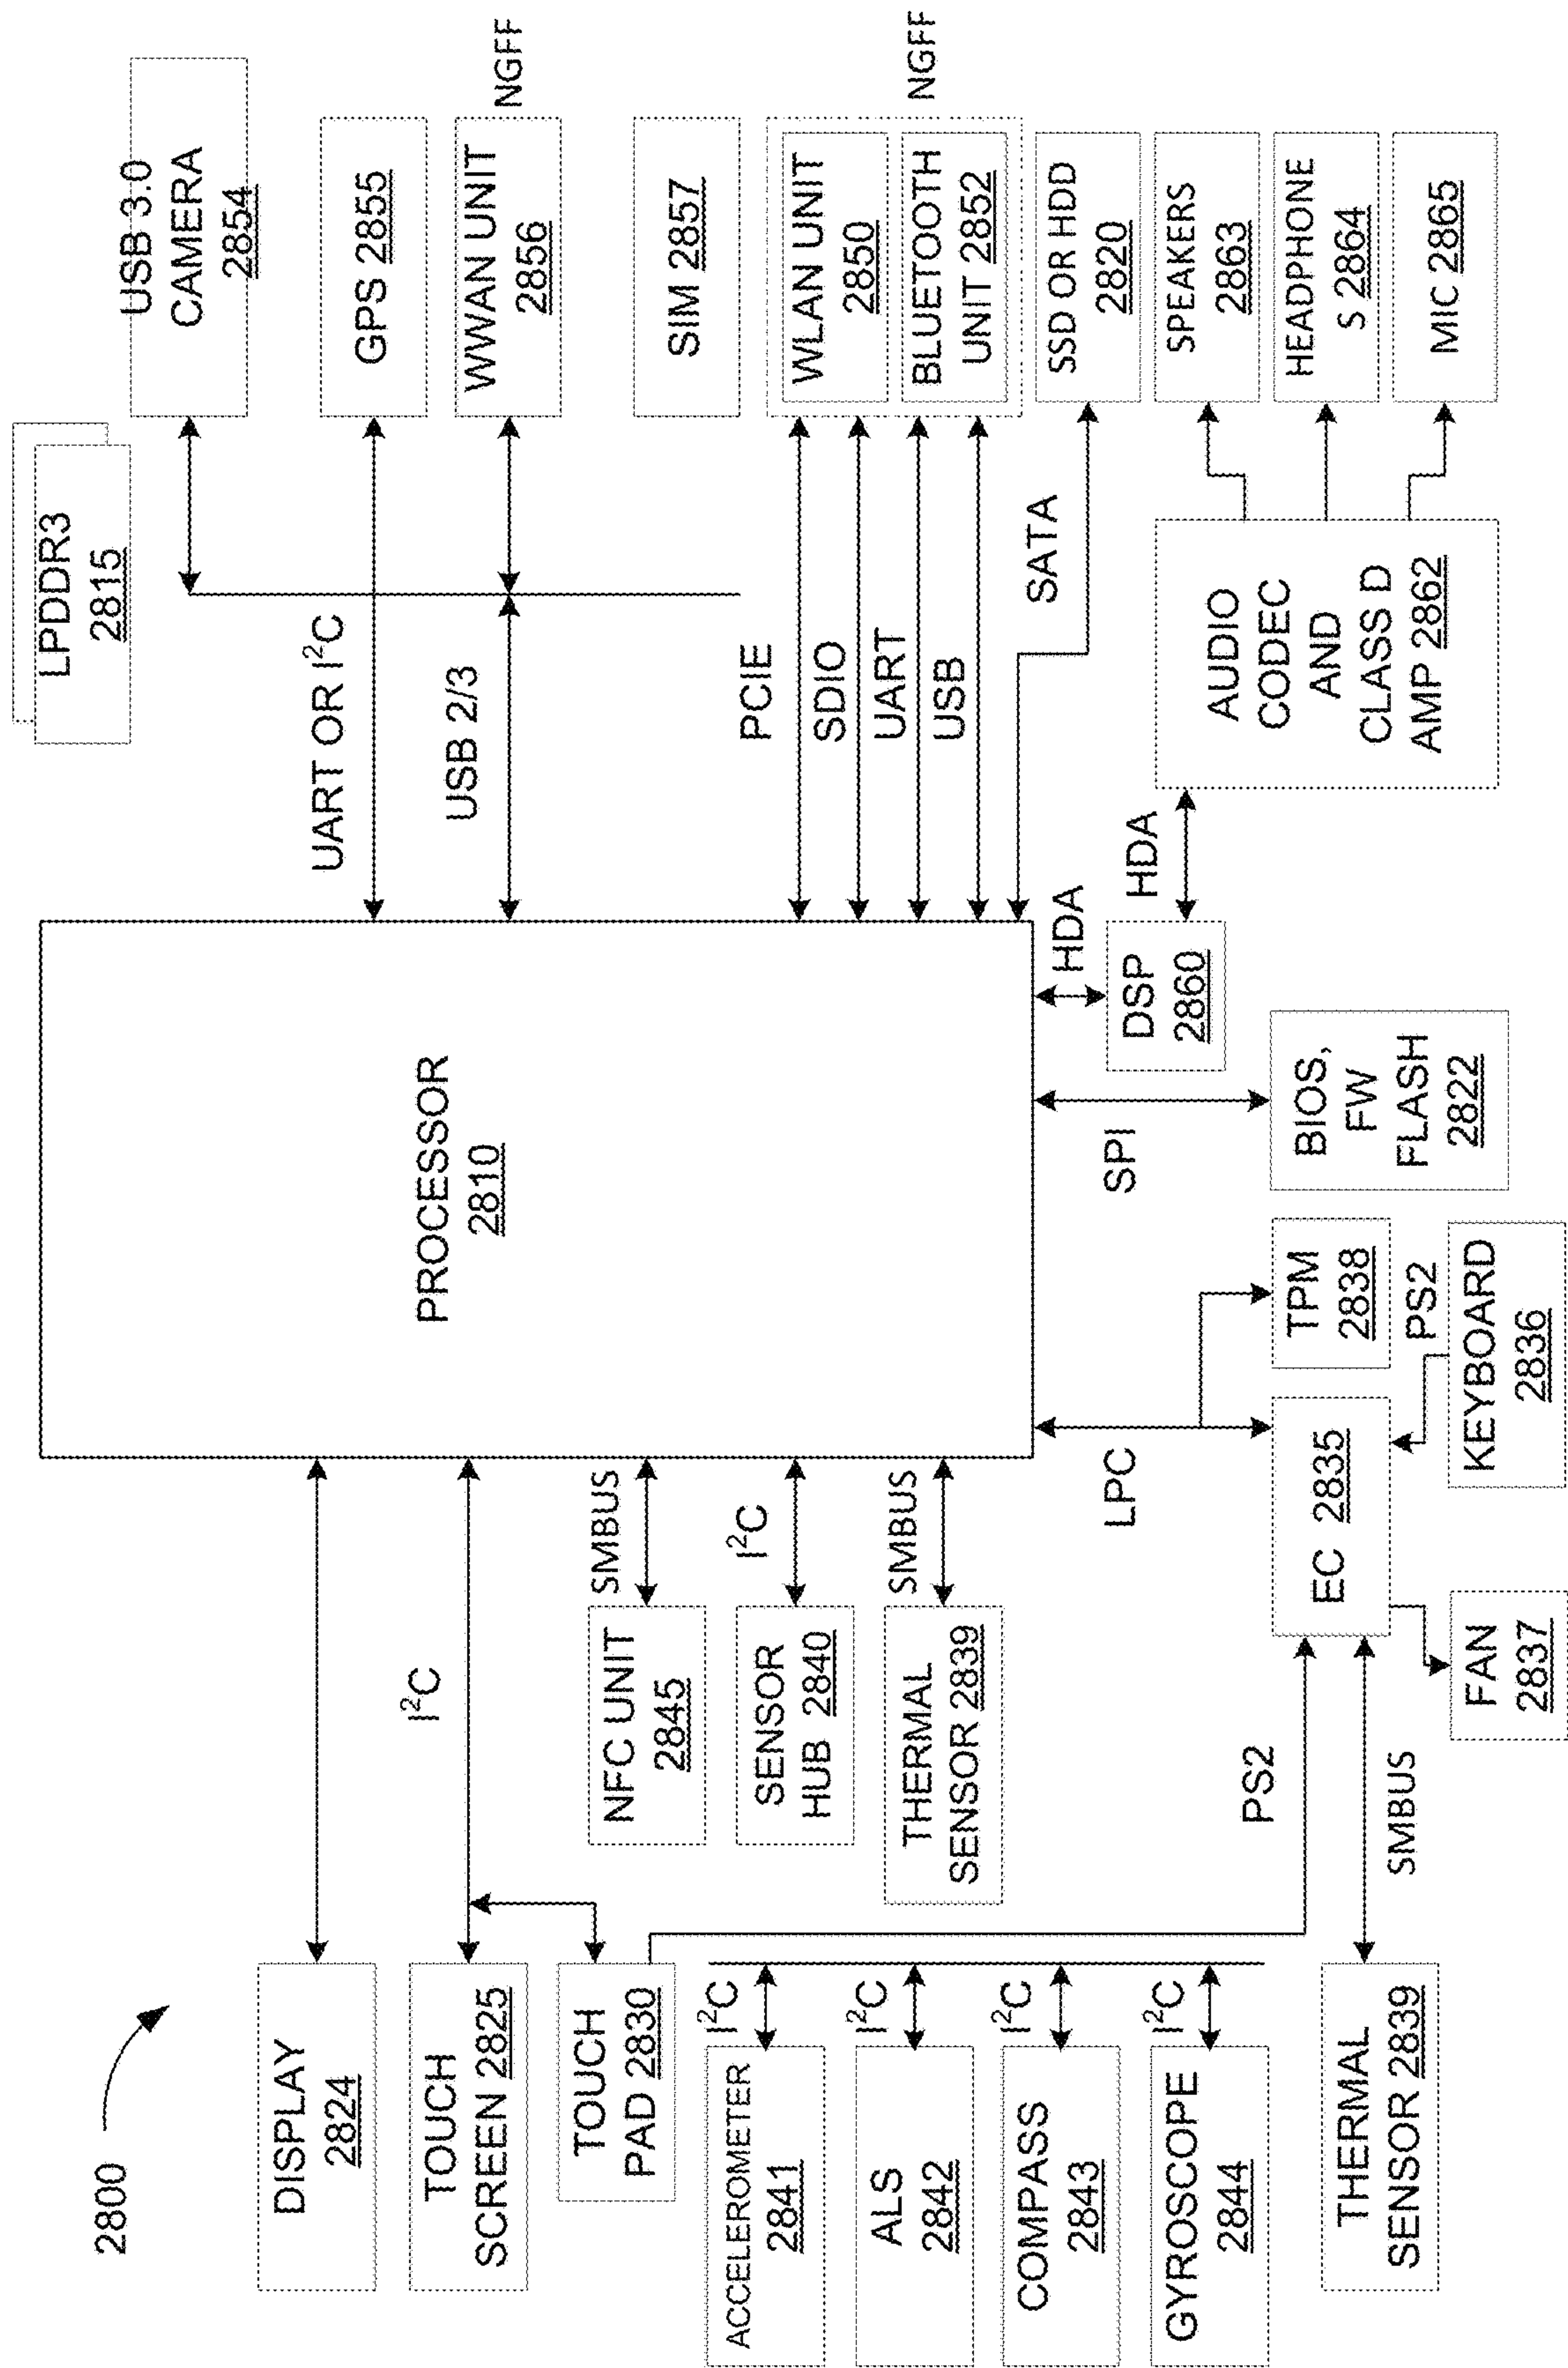 2800
LPDDR3
2815
DISPLAY
2824
TOUCH
SCREEN 2825
TOUCH
PAD 2830
I²C
ACCELEROMETER
2841
I²C
ALS
2842
I²C
COMPASS
2843
I²C
GYROSCOPE
2844
I²C
THERMAL
SENSOR 2839
SMBUS
NFC UNIT
2845
SMBUS
SENSOR
HUB 2840
I²C
THERMAL
SENSOR 2839
SMBUS
PS2
PROCESSOR
2810
LPC
EC 2835
FAN
2837
TPM
2838
PS2
KEYBOARD
2836
SPI
BIOS,
FW
FLASH
2822
HDA
DSP
2860
HDA
AUDIO
CODEC
AND
CLASS D
AMP 2862
UART OR I²C
USB 2/3
PCIE
SDIO
UART
USB
SATA
USB 3.0
CAMERA
2854
GPS 2855
WWAN UNIT
2856
NGFF
SIM 2857
WLAN UNIT
2850
BLUETOOTH
UNIT 2852
NGFF
SSD OR HDD
2820
SPEAKERS
2863
HEADPHONE
S 2864
MIC 2865